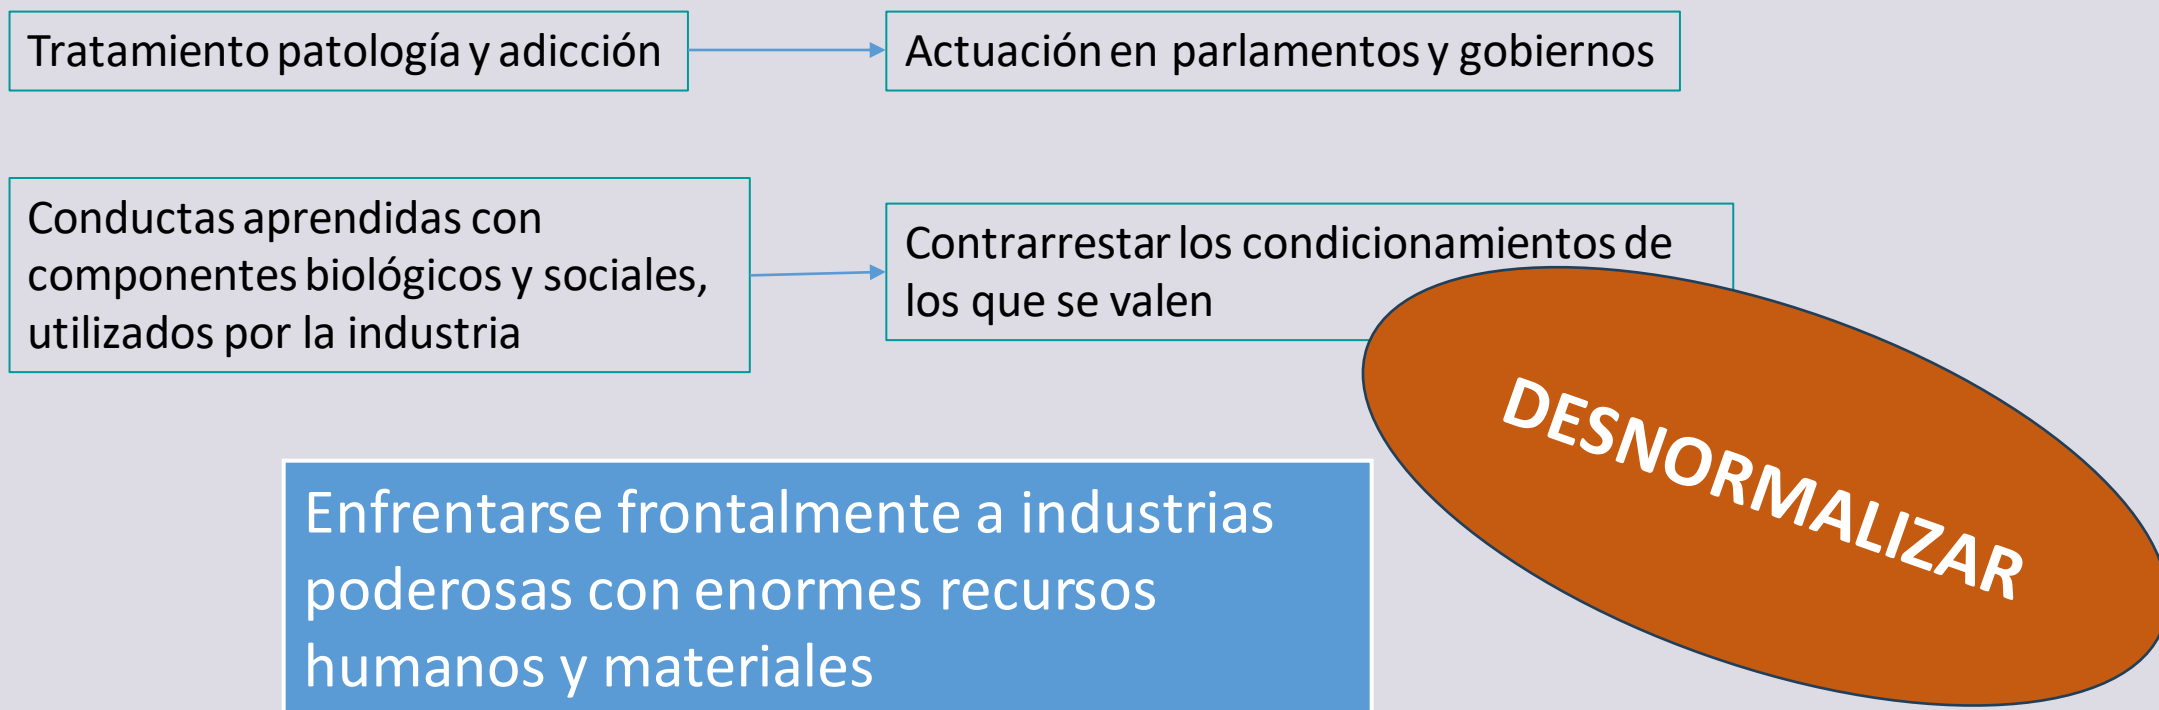 Tratamiento patología y adicción
Actuación en parlamentos y gobiernos
Conductas aprendidas con
componentes biológicos y sociales,
utilizados por la industria
Contrarrestar los condicionamientos de
los que se valen
DESNORMALIZAR
Enfrentarse frontalmente a industrias
poderosas con enormes recursos
humanos y materiales